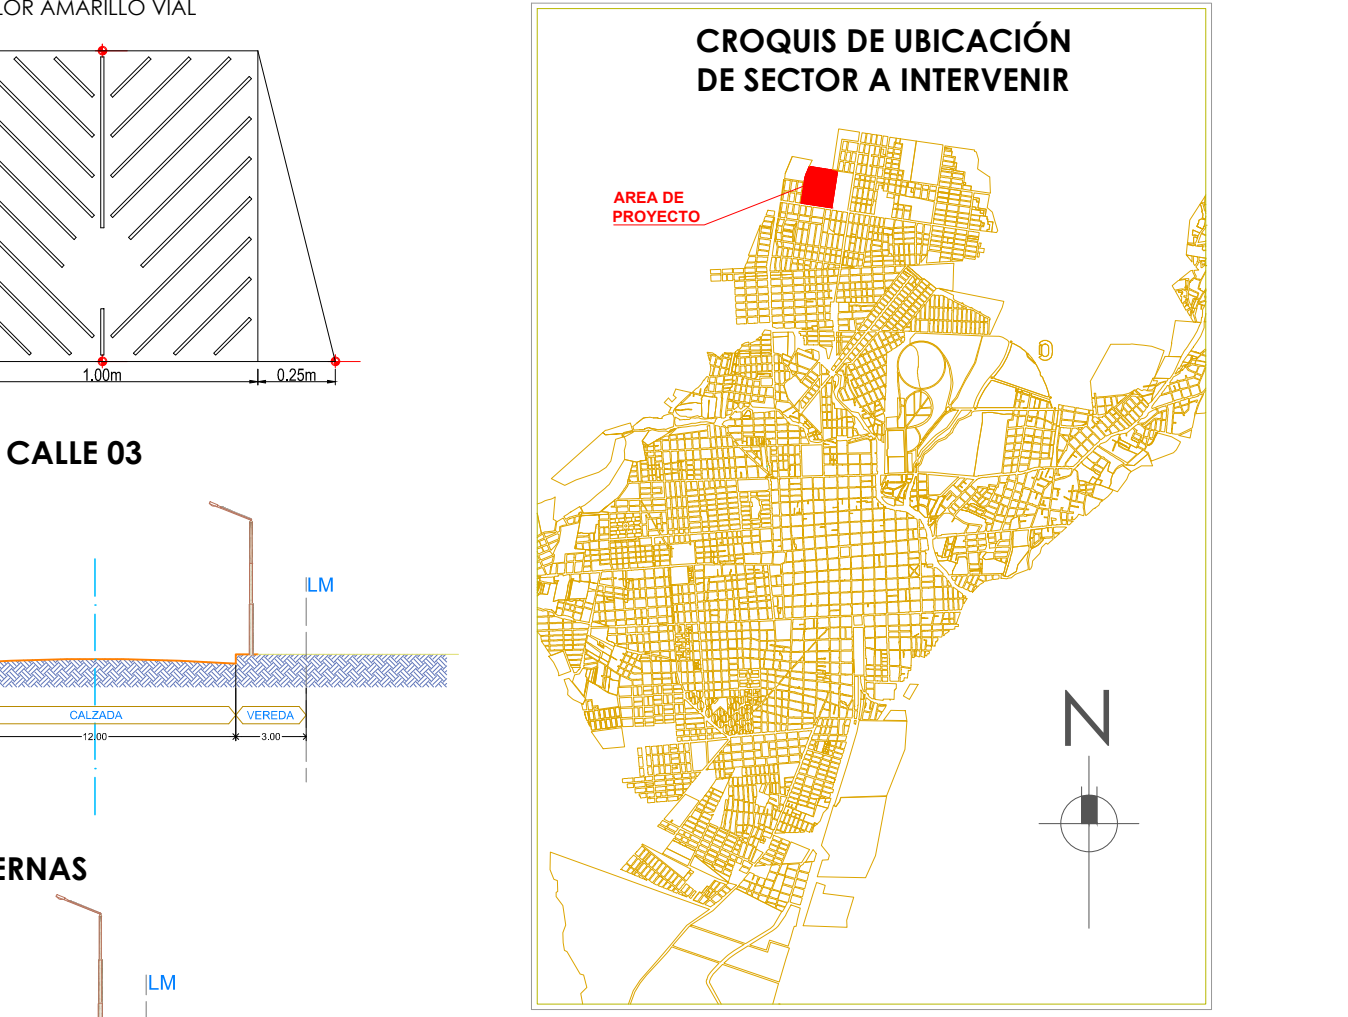 LOR AMARILLO VIAL
1.00m
0.25m
CALLE 03
LM
CALZADA
VEREDA
12.00
3.00
ERNAS
LM
CROQUIS DE UBICACIÓN
DE SECTOR A INTERVENIR
AREA DE
PROYECTO
N